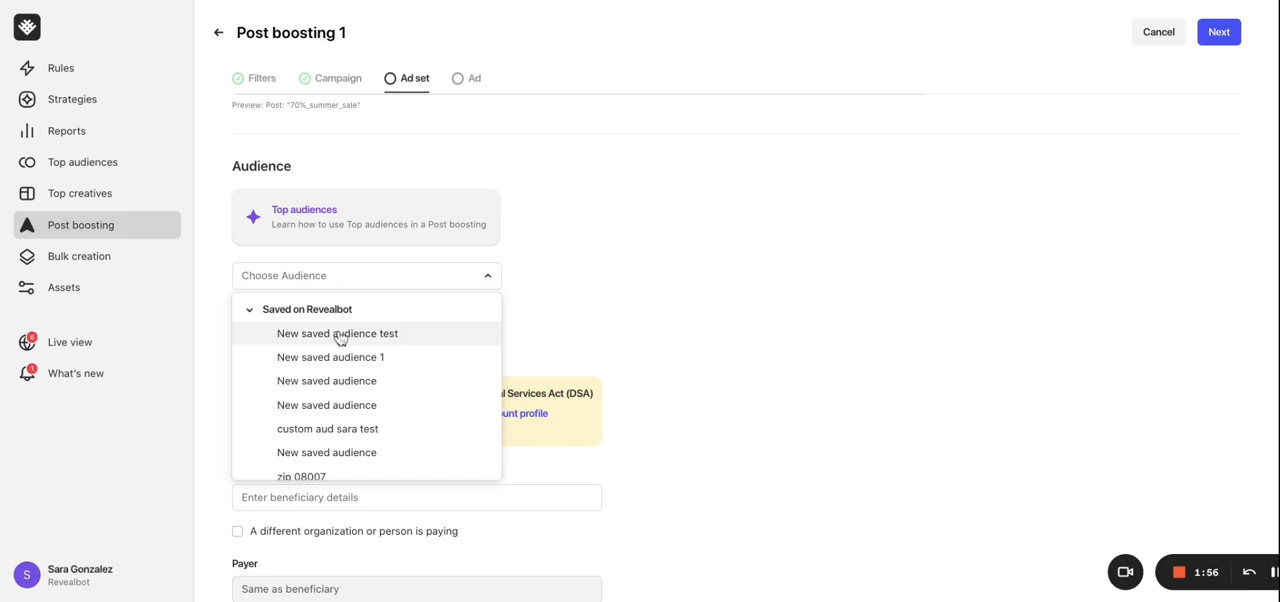 Post boosting 1
Cancel
Next
Rules
Strategies
Reports
Top audiences
Top creatives
Post boosting
Bulk creation
Assets
6
Live view
1
What's new
S
Sara Gonzalez
Revealbot
Filters
Campaign
Ad set
Ad
Preview: Post: "70%_summer_sale"
Audience
Top audiences
Learn how to use Top audiences in a Post boosting
Choose Audience
Saved on Revealbot
New saved audience test
New saved audience 1
New saved audience
New saved audience
custom aud sara test
New saved audience
zip 08007
Services Act (DSA)
profile
Enter beneficiary details
A different organization or person is paying
Payer
Same as beneficiary
1:56